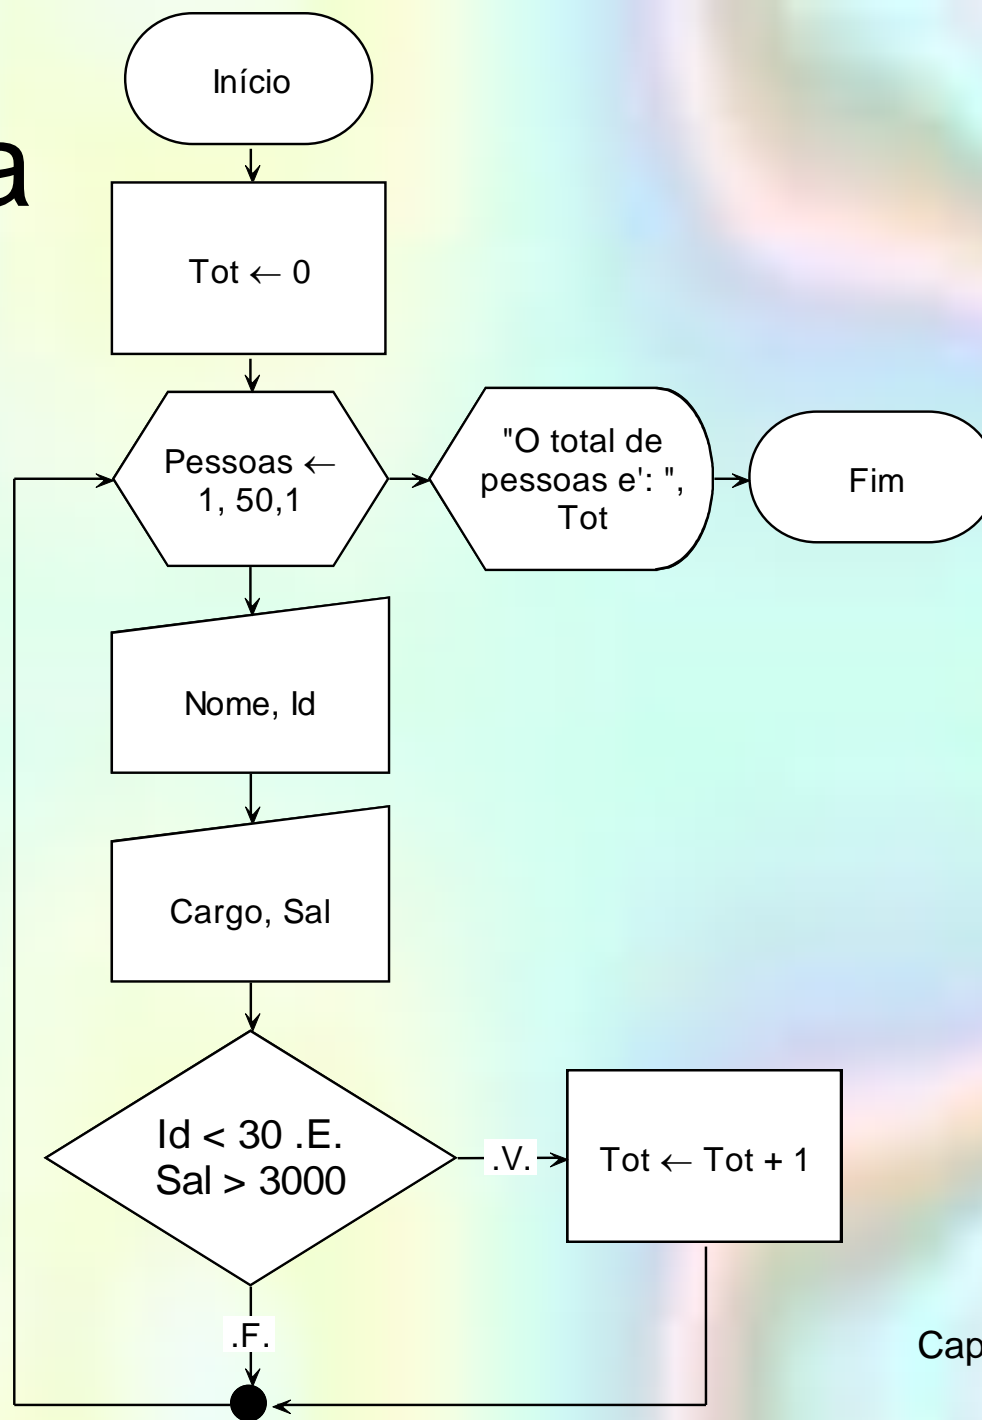 Início
a
Tot ← 0
Pessoas ←
1, 50,1
"O total de
pessoas e': ",
Tot
Fim
Nome, Id
Cargo, Sal
Id < 30 .E.
Sal > 3000
.V.
Tot ← Tot + 1
.F.
Cap